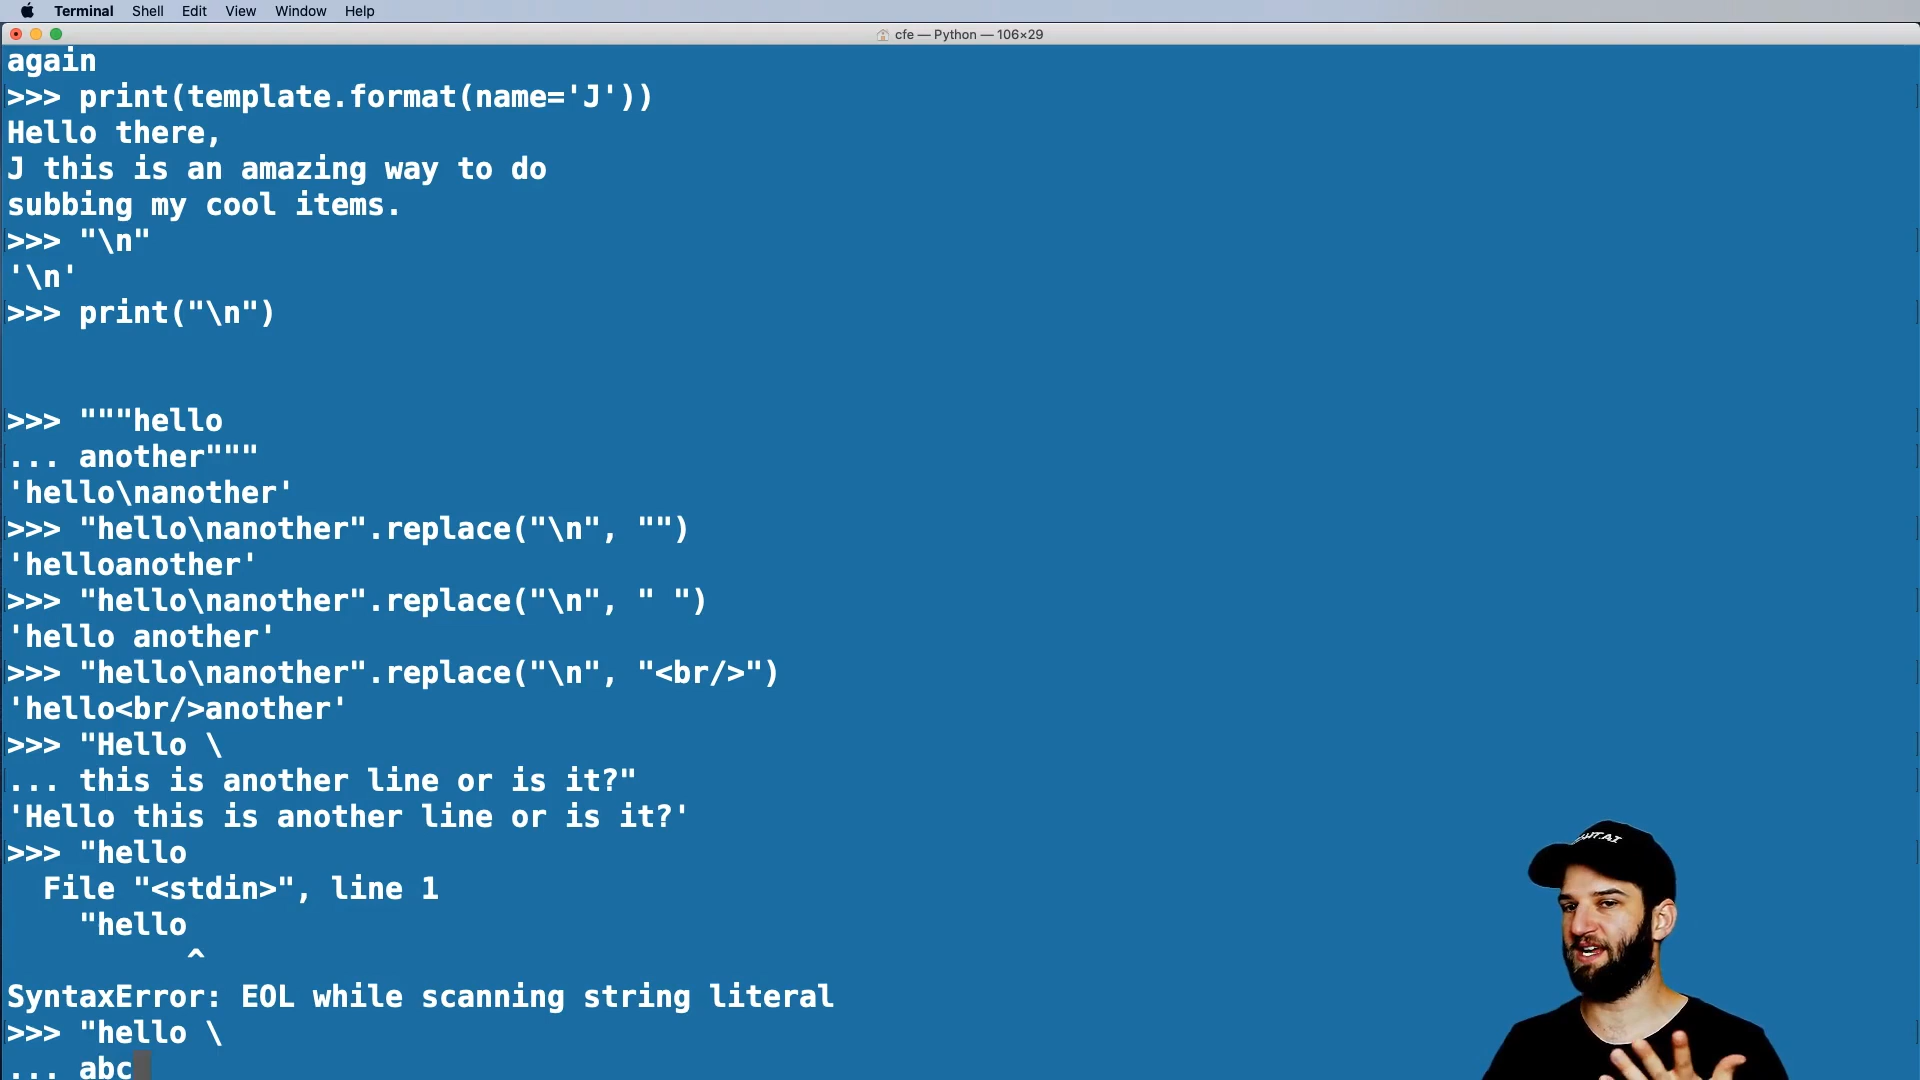 Terminal Shell Edit View Window Help
cfe — Python — 106×29
again
>>> print(template.format(name='J'))
Hello there,
J this is an amazing way to do
subbing my cool items.
>>> "\n"
'\n'
>>> print("\n")
>>> """hello
... another"""
'hello\nanother'
>>> "hello\nanother".replace("\n", "")
'helloanother'
>>> "hello\nanother".replace("\n", " ")
'hello another'
>>> "hello\nanother".replace("\n", "<br/>")
'hello<br/>another'
>>> "Hello \
... this is another line or is it?"
'Hello this is another line or is it?'
>>> "hello
  File "<stdin>", line 1
    "hello
          ^
SyntaxError: EOL while scanning string literal
>>> "hello \
... abc